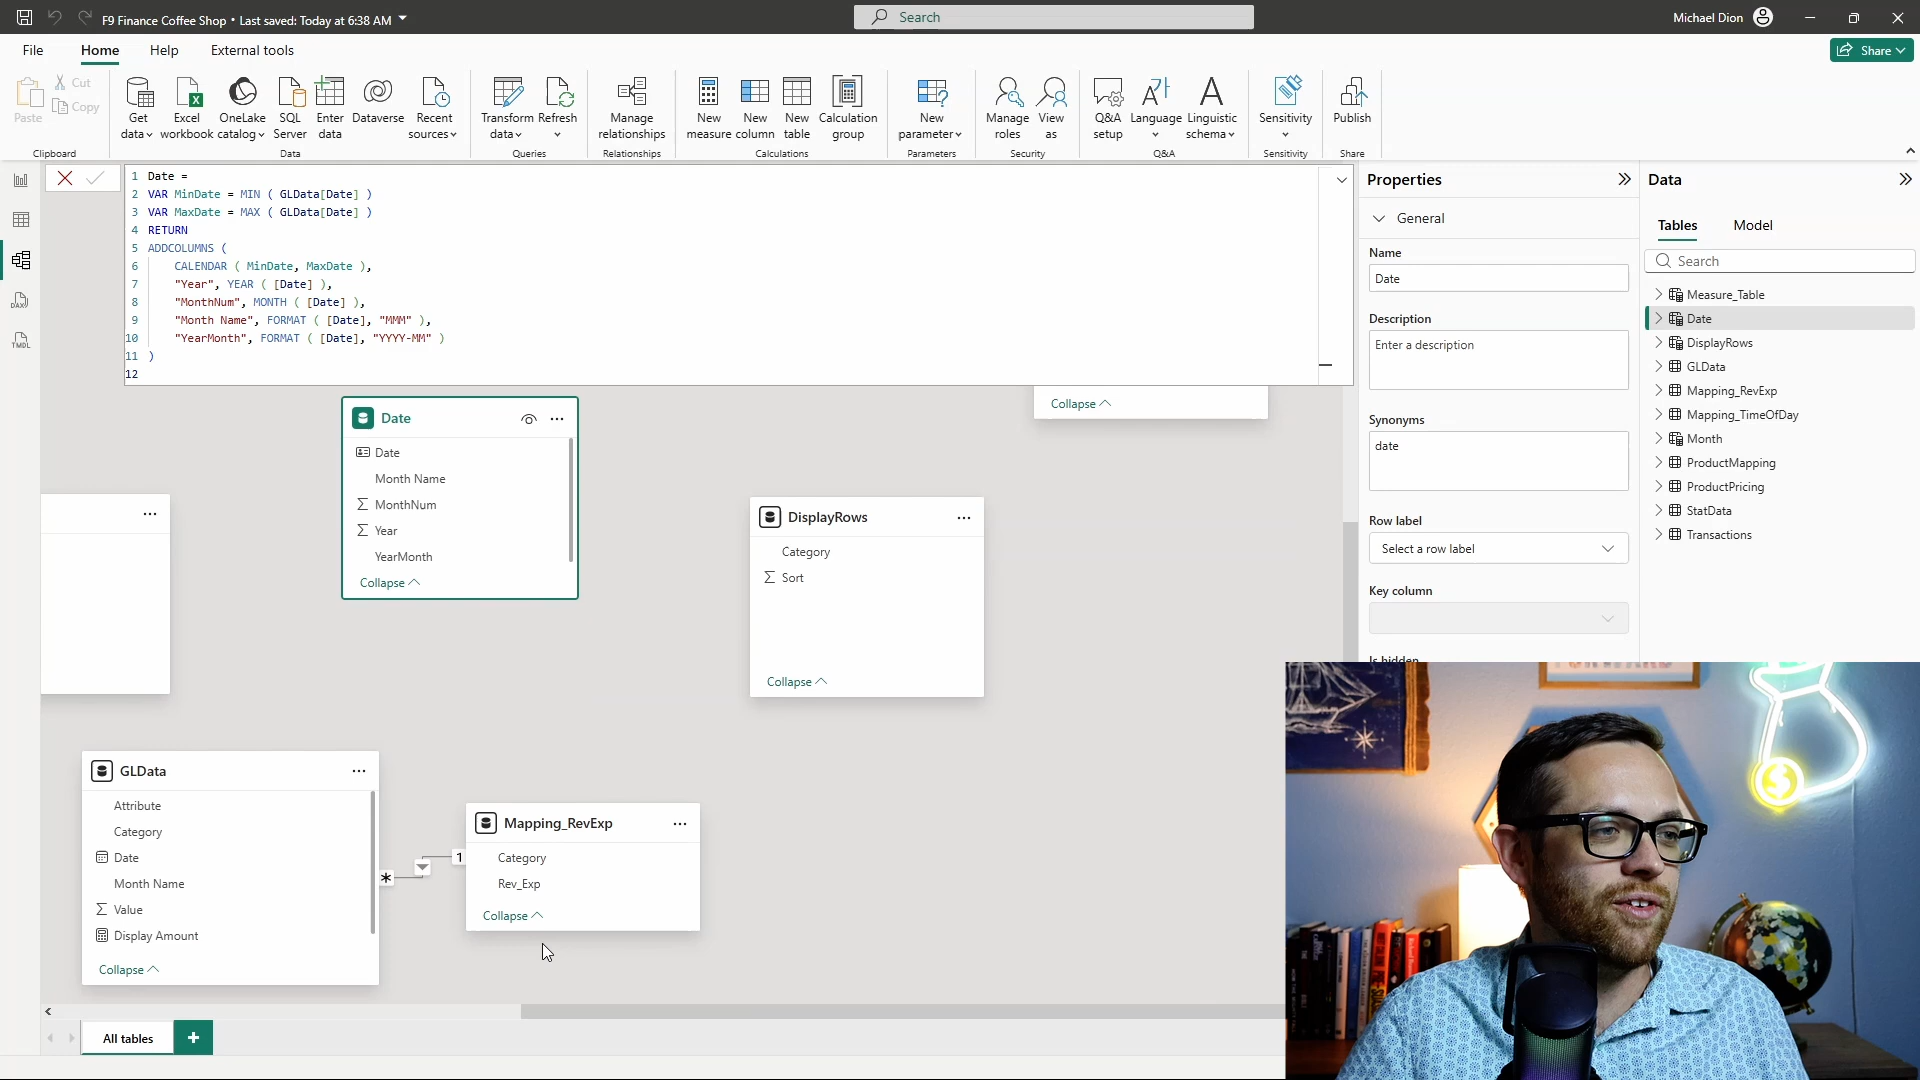 F9 Finance Coffee Shop • Last saved: Today at 6:38 AM
Search
Michael Dion
File
Home
Help
External tools
Share
Paste
Cut
Copy
Get data
Excel workbook
OneLake catalog
SQL Server
Enter data
Dataverse
Recent sources
Transform data
Refresh
Manage relationships
New measure
New column
New table
Calculation group
New parameter
Manage roles
View as
Q&A setup
Language
Linguistic schema
Sensitivity
Publish
Clipboard
Data
Queries
Relationships
Calculations
Parameters
Security
Q&A
Sensitivity
Share
1 Date =
2 VAR MinDate = MIN ( GLData[Date] )
3 VAR MaxDate = MAX ( GLData[Date] )
4 RETURN
5 ADDCOLUMNS (
6 CALENDAR ( MinDate, MaxDate ),
7 "Year", YEAR ( [Date] ),
8 "MonthNum", MONTH ( [Date] ),
9 "Month Name", FORMAT ( [Date], "MMM" ),
10 "YearMonth", FORMAT ( [Date], "YYYY-MM" )
11 )
12
DAX
TMDL
Collapse
Date
Date
Month Name
MonthNum
Year
YearMonth
Collapse
DisplayRows
Category
Sort
Collapse
GLData
Attribute
Category
Date
Month Name
Value
Display Amount
Collapse
* 1
Mapping_RevExp
Category
Rev_Exp
Collapse
All tables
Properties
General
Name
Date
Description
Enter a description
Synonyms
date
Row label
Select a row label
Key column
Is hidden
Data
Tables
Model
Search
Measure_Table
Date
DisplayRows
GLData
Mapping_RevExp
Mapping_TimeOfDay
Month
ProductMapping
ProductPricing
StatData
Transactions
$